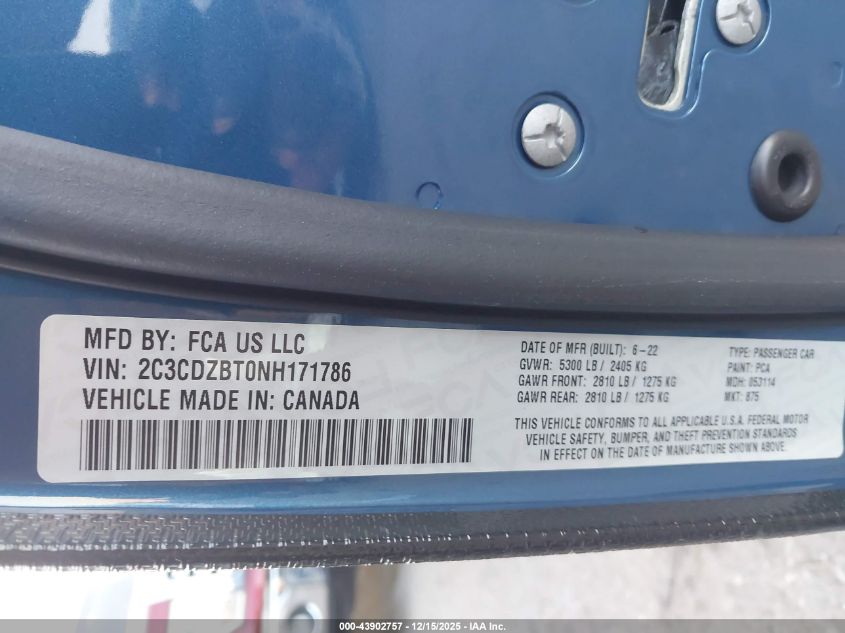 MFD BY: FCA US LLC
VIN: 2C3CDZBT0NH171786
VEHICLE MADE IN: CANADA
DATE OF MFR (BUILT): 6-22
GVWR: 5300 LB / 2405 KG
GAWR FRONT: 2810 LB / 1275 KG
GAWR REAR: 2810 LB / 1275 KG
TYPE: PASSENGER CAR
PAINT: PCA
MDH: 053114
MKT: 875
THIS VEHICLE CONFORMS TO ALL APPLICABLE U.S.A. FEDERAL MOTOR
VEHICLE SAFETY, BUMPER, AND THEFT PREVENTION STANDARDS
IN EFFECT ON THE DATE OF MANUFACTURE SHOWN ABOVE.
000-43902757 - 12/15/2025 - IAA Inc.